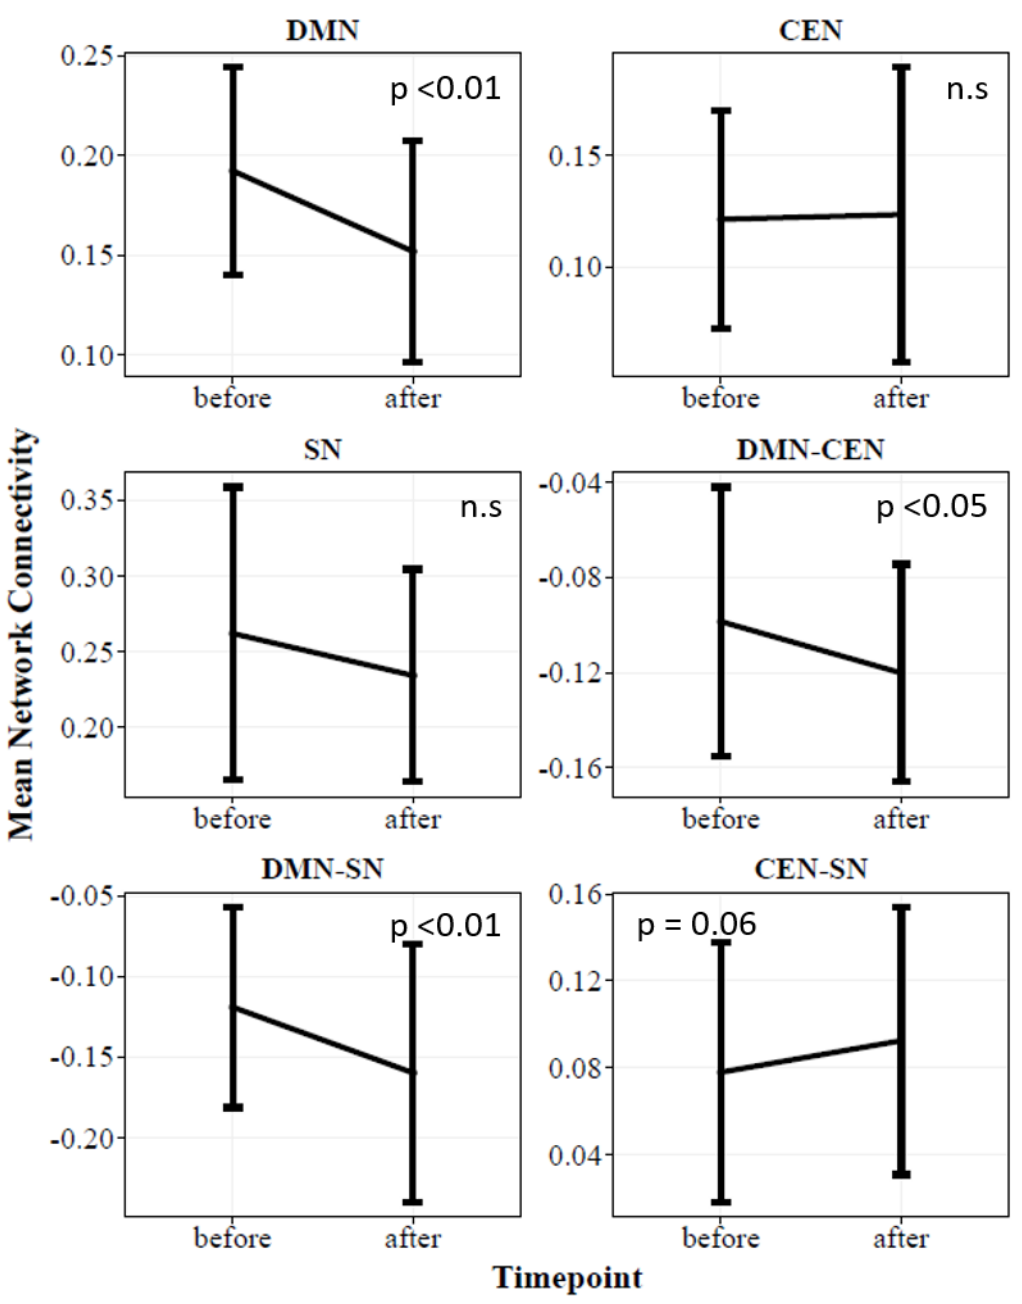 DMN
0.25
0.20
0.15
0.10
p <0.01
before
after
CEN
0.15
0.10
n.s
before
after
Mean Network Connectivity
SN
0.35
0.30
0.25
0.20
n.s
before
after
DMN-CEN
-0.04
-0.08
-0.12
-0.16
p <0.05
before
after
DMN-SN
-0.05
-0.10
-0.15
-0.20
p <0.01
before
after
CEN-SN
0.16
0.12
0.08
0.04
p = 0.06
before
after
Timepoint